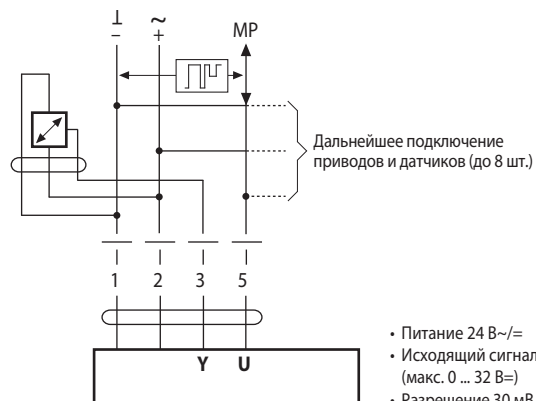 ⊥ ~
– + MP
Дальнейшее подключение
приводов и датчиков (до 8 шт.)
1 2 3 5
Y U
• Питание 24 В~/=
• Исходящий сигнал
(макс. 0 ... 32 В=)
• Разрешение 30 мВ